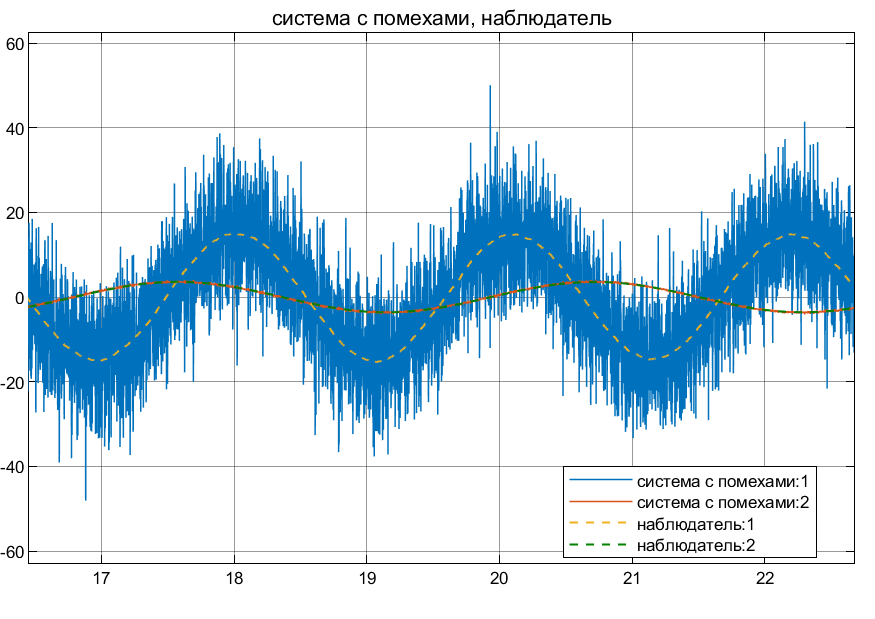 система с помехами, наблюдатель
60
40
20
0
-20
-40
-60
17 18 19 20 21 22
система с помехами:1
система с помехами:2
наблюдатель:1
наблюдатель:2